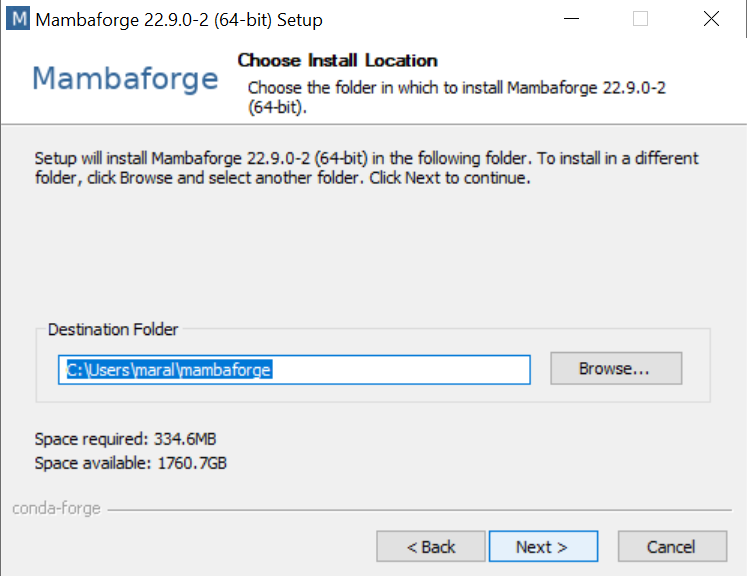 M Mambaforge 22.9.0-2 (64-bit) Setup
Mambaforge
Choose Install Location
Choose the folder in which to install Mambaforge 22.9.0-2
(64-bit).
Setup will install Mambaforge 22.9.0-2 (64-bit) in the following folder. To install in a different
folder, click Browse and select another folder. Click Next to continue.
Destination Folder
C:\Users\maral\mambaforge
Browse...
Space required: 334.6MB
Space available: 1760.7GB
conda-forge
< Back
Next >
Cancel